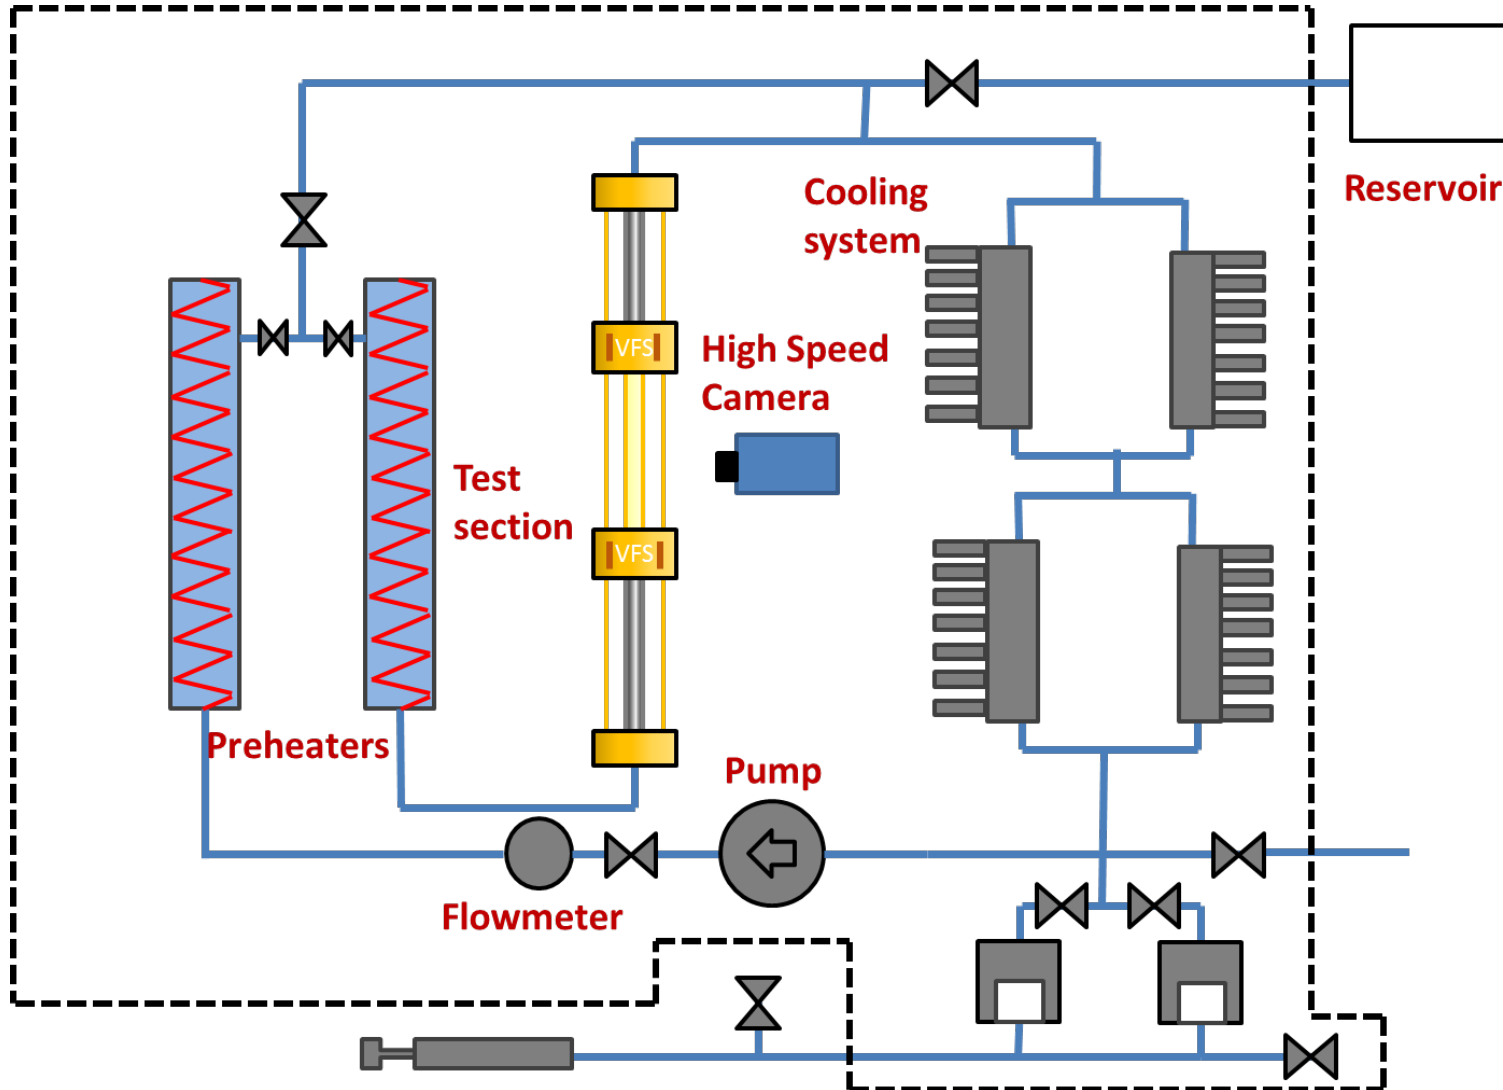 Reservoir
Cooling
system
VFS
High Speed
Camera
Test
section
VFS
Preheaters
Pump
Flowmeter